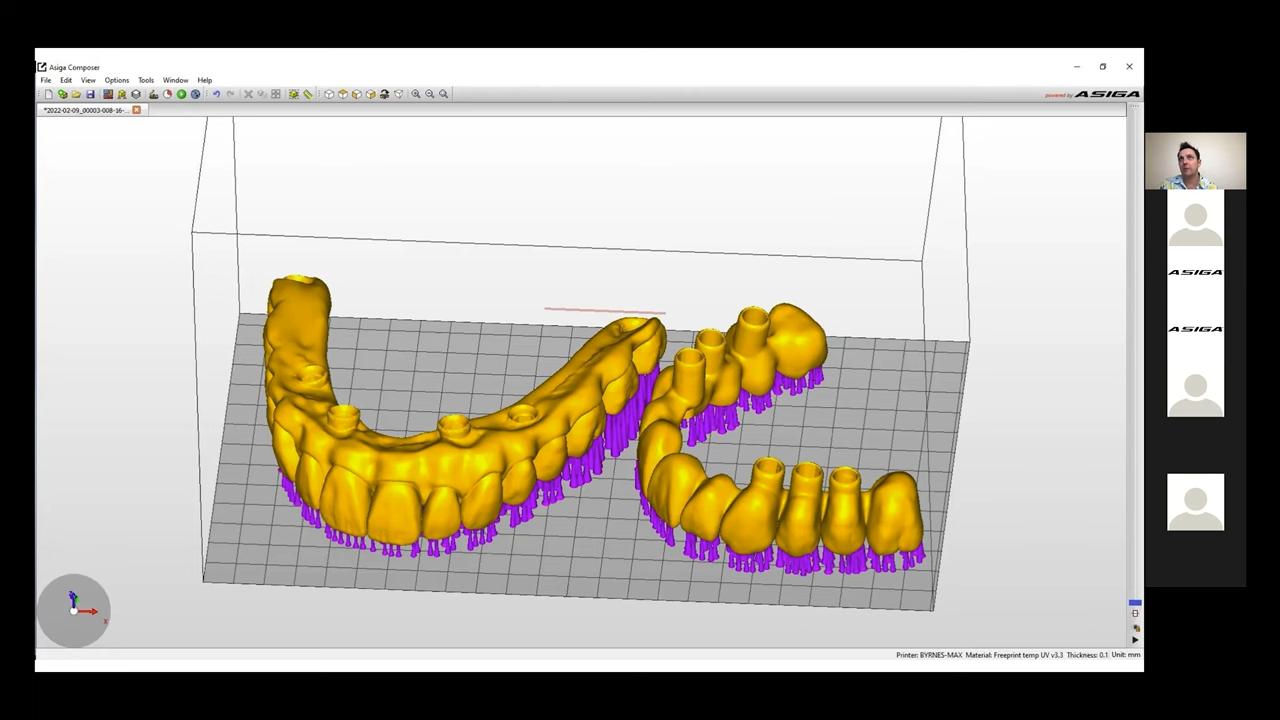 Asiga Composer
File Edit View Options Tools Window Help
powered by ASIGA
*2022-02-09_00003-008-16-...
ASIGA
ASIGA
x
Printer: BYRNES-MAX Material: Freeprint temp UV v3.3 Thickness: 0.1 Unit: mm